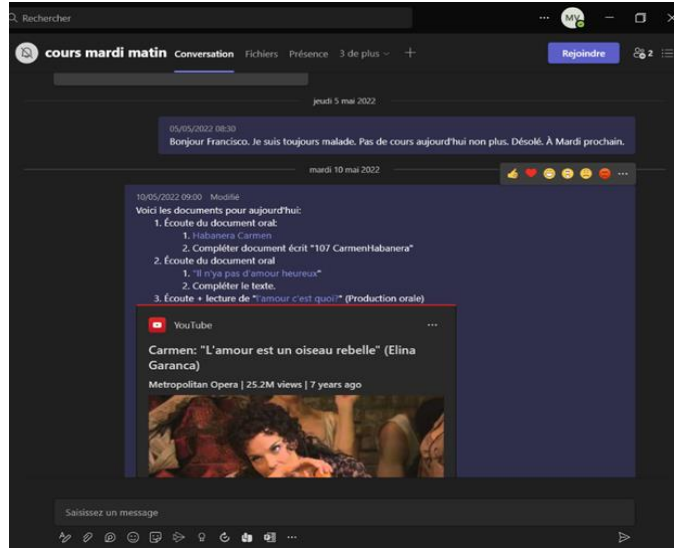 Rechercher
MV
cours mardi matin Conversation Fichiers Présence 3 de plus
Rejoindre
2
jeudi 5 mai 2022
05/05/2022 08:30
Bonjour Francisco. Je suis toujours malade. Pas de cours aujourd'hui non plus. Désolé. À Mardi prochain.
mardi 10 mai 2022
10/05/2022 09:00 Modifié
Voici les documents pour aujourd'hui:
1. Écoute du document oral:
1. Habanera Carmen
2. Compléter document écrit "107 CarmenHabanera"
2. Écoute du document oral
1. "Il n'ya pas d'amour heureux"
2. Compléter le texte.
3. Écoute + lecture de "l'amour c'est quoi?" (Production orale)
YouTube
Carmen: "L'amour est un oiseau rebelle" (Elina
Garanca)
Metropolitan Opera | 25.2M views | 7 years ago
Saisissez un message